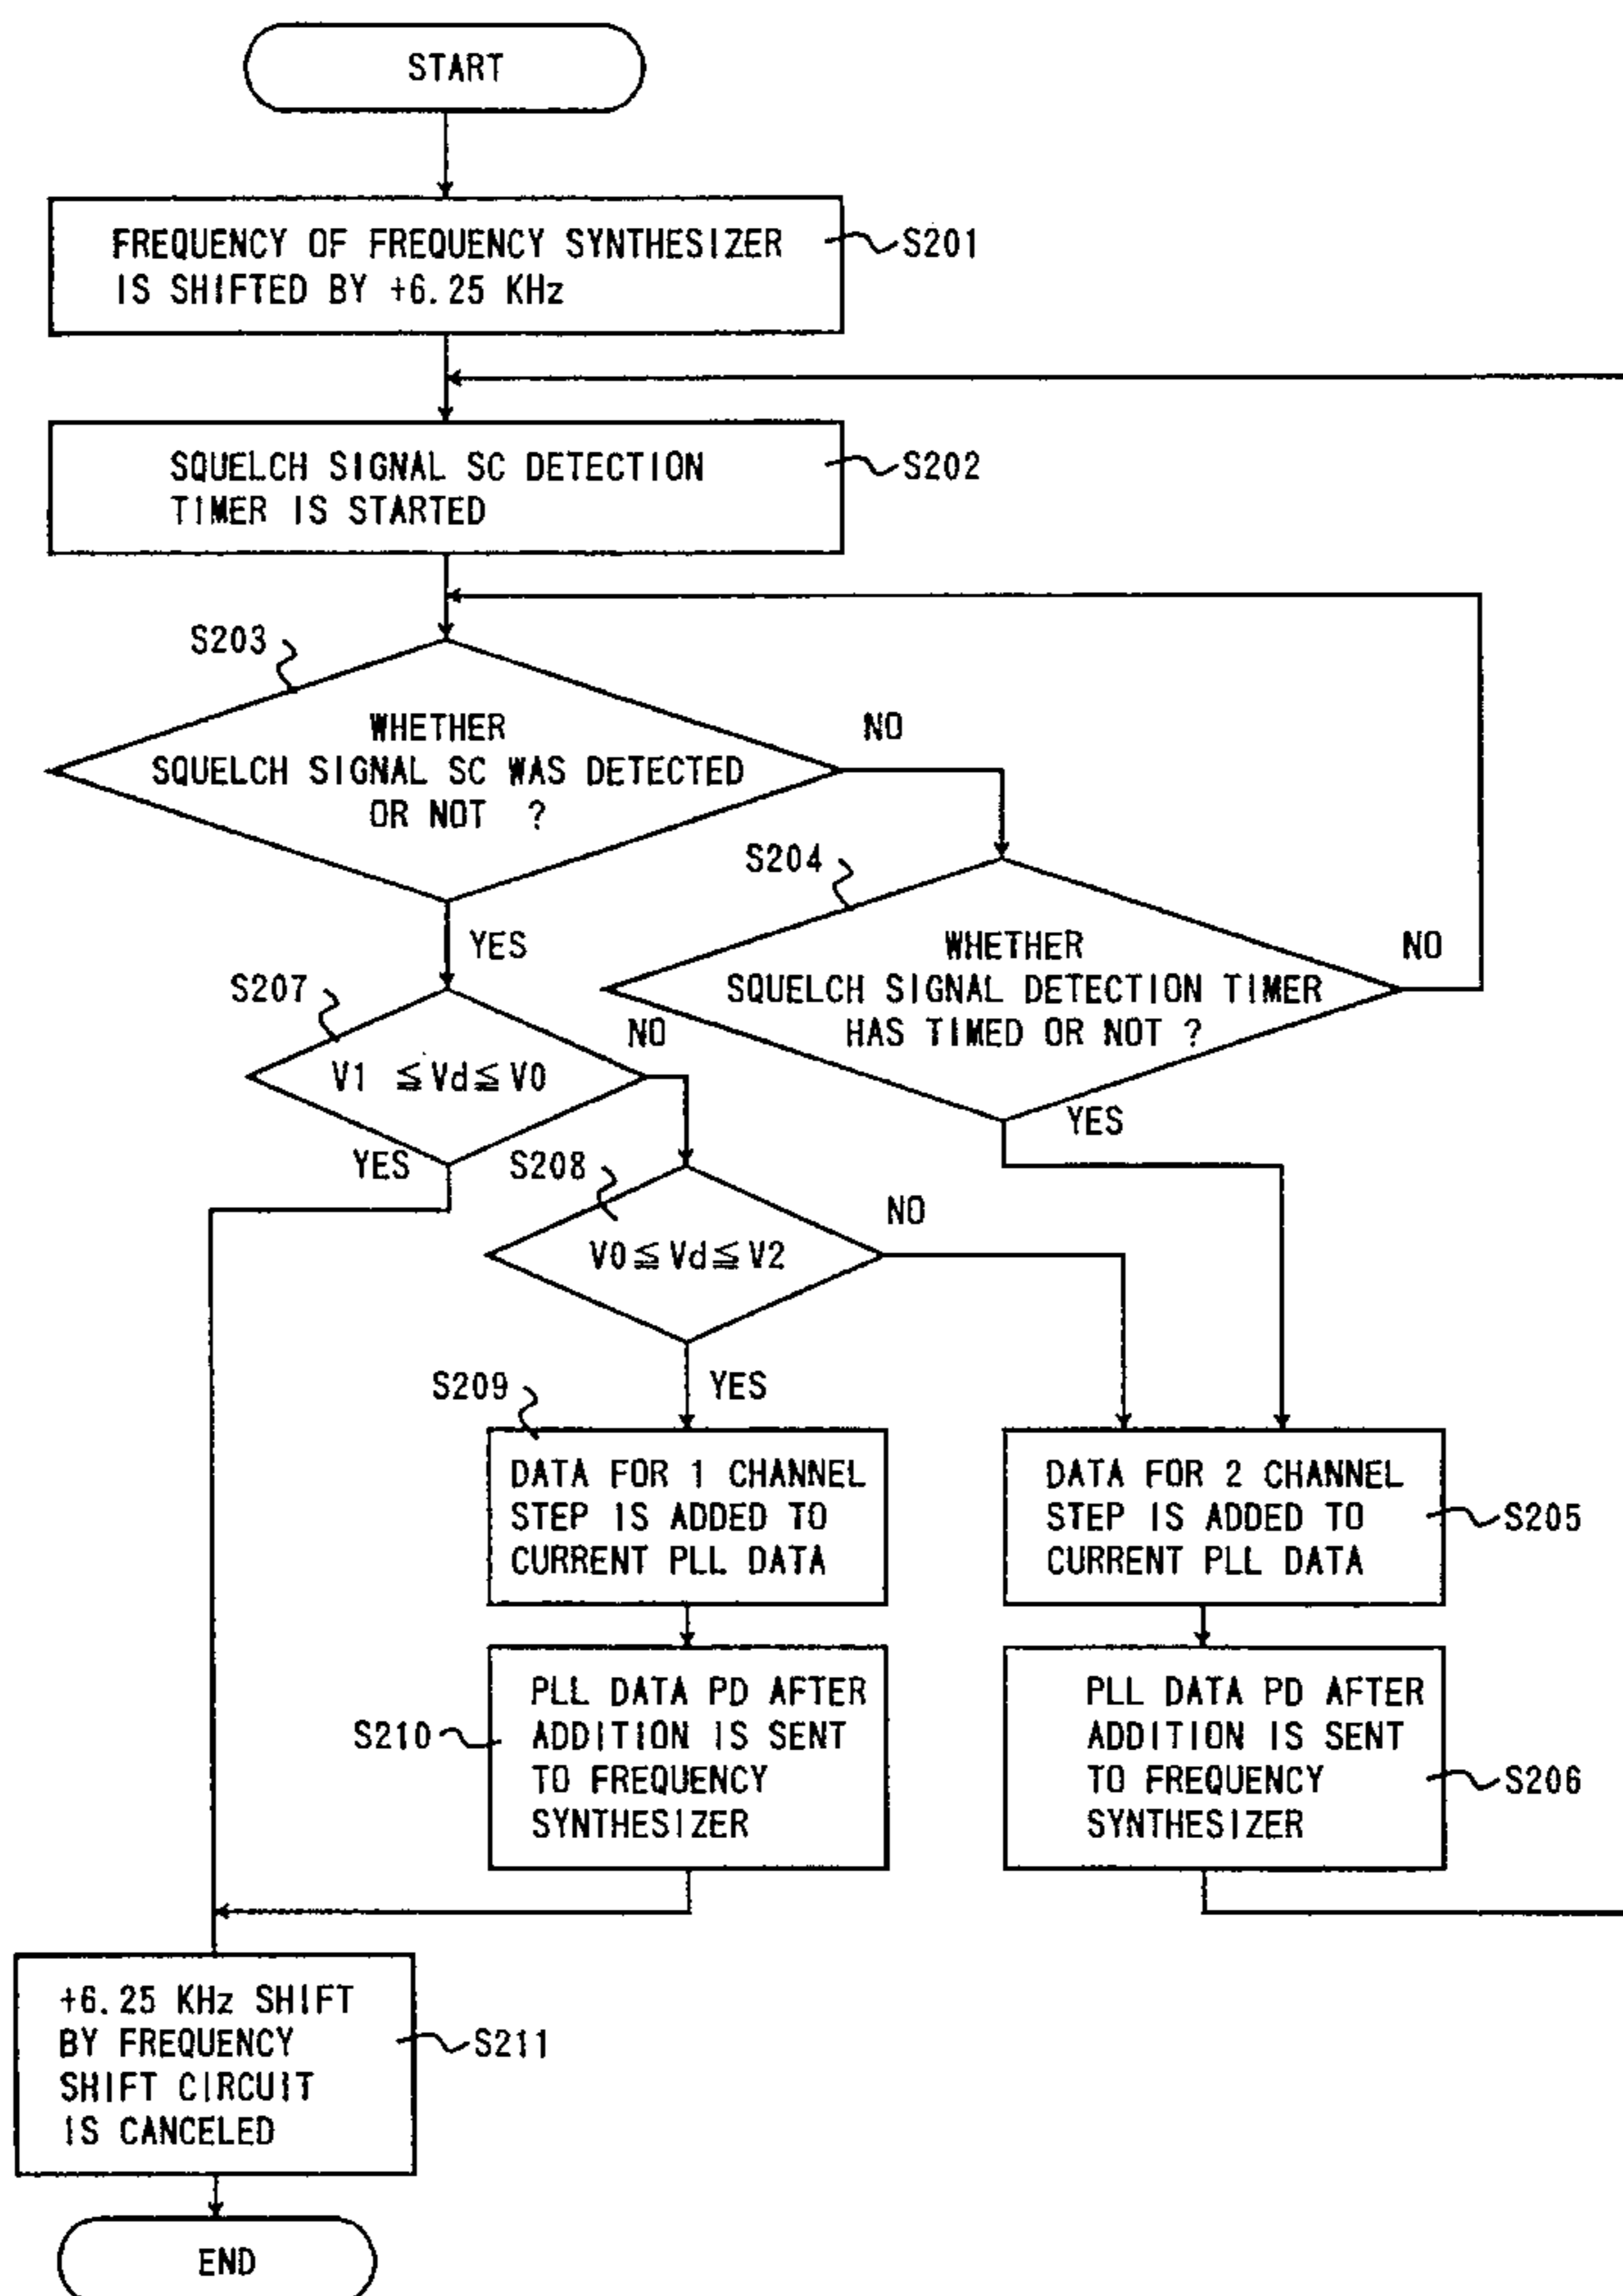 START
FREQUENCY OF FREQUENCY SYNTHESIZER
IS SHIFTED BY +6.25 KHz
S201
SQUELCH SIGNAL SC DETECTION
TIMER IS STARTED
S202
S203
WHETHER
SQUELCH SIGNAL SC WAS DETECTED
OR NOT ?
NO
YES
S204
WHETHER
SQUELCH SIGNAL DETECTION TIMER
HAS TIMED OR NOT ?
NO
YES
S207
V1 ≦Vd≦V0
NO
YES
S208
V0≦Vd≦V2
NO
YES
S209
DATA FOR 1 CHANNEL
STEP IS ADDED TO
CURRENT PLL DATA
DATA FOR 2 CHANNEL
STEP IS ADDED TO
CURRENT PLL DATA
S205
S210
PLL DATA PD AFTER
ADDITION IS SENT
TO FREQUENCY
SYNTHESIZER
PLL DATA PD AFTER
ADDITION IS SENT
TO FREQUENCY
SYNTHESIZER
S206
+6.25 KHz SHIFT
BY FREQUENCY
SHIFT CIRCUIT
IS CANCELED
S211
END